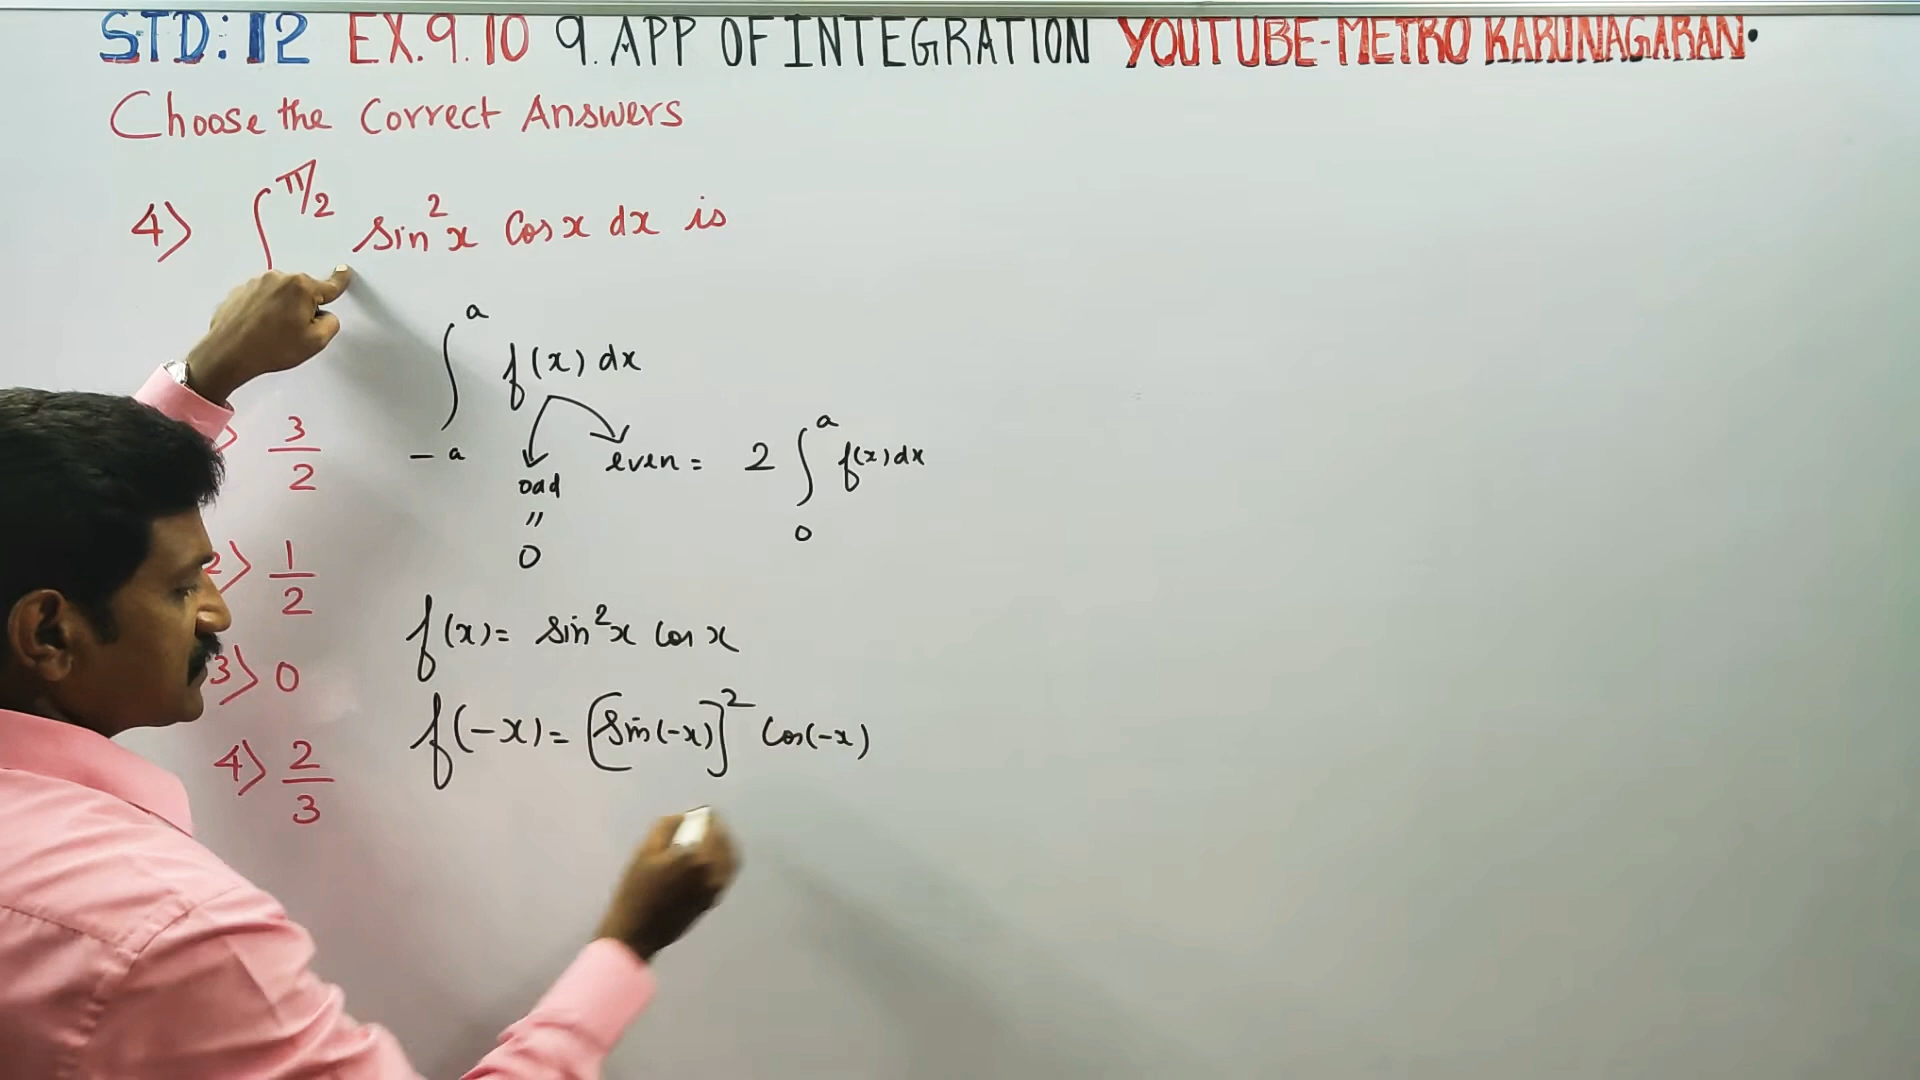 STD: 12 EX.9.10 9. APP OF INTEGRATION YOUTUBE-METRO KARUNAGARAN.
Choose the Correct Answers
4) ∫ π/2 sin²x Cos x dx is
∫ a -a f(x) dx
odd
"
0
even = 2 ∫ a 0 f(x) dx
) 3/2
2) 1/2
3) 0
4) 2/3
f(x) = sin²x cos x
f(-x) = [sin(-x)]² Cos(-x)